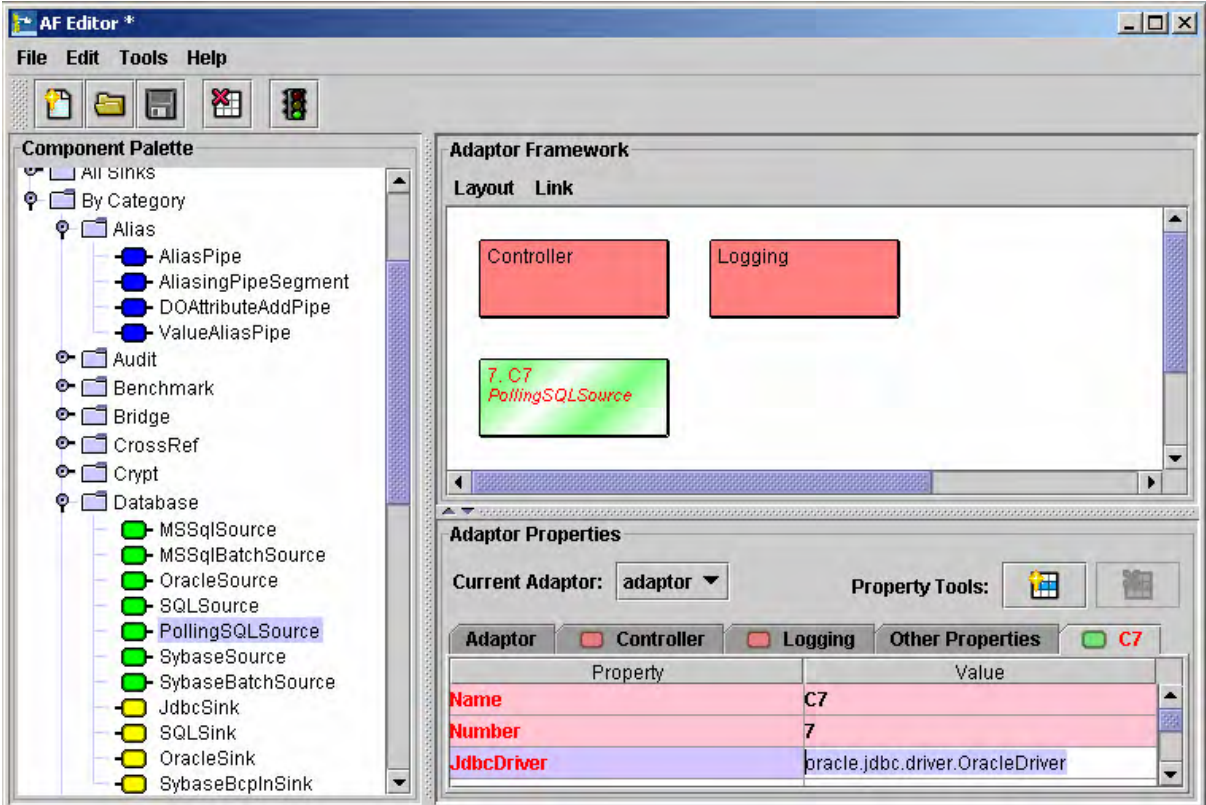 AF Editor *
File Edit Tools Help
Component Palette
All Sinks
By Category
Alias
AliasPipe
AliasingPipeSegment
DOAttributeAddPipe
ValueAliasPipe
Audit
Benchmark
Bridge
CrossRef
Crypt
Database
MSSqlSource
MSSqlBatchSource
OracleSource
SQLSource
PollingSQLSource
SybaseSource
SybaseBatchSource
JdbcSink
SQLSink
OracleSink
SybaseBcpInSink
Adaptor Framework
Layout Link
Controller Logging
7. C7
PollingSQLSource
Adaptor Properties
Current Adaptor: adaptor Property Tools:
Adaptor Controller Logging Other Properties C7
Property Value
Name C7
Number 7
JdbcDriver oracle.jdbc.driver.OracleDriver